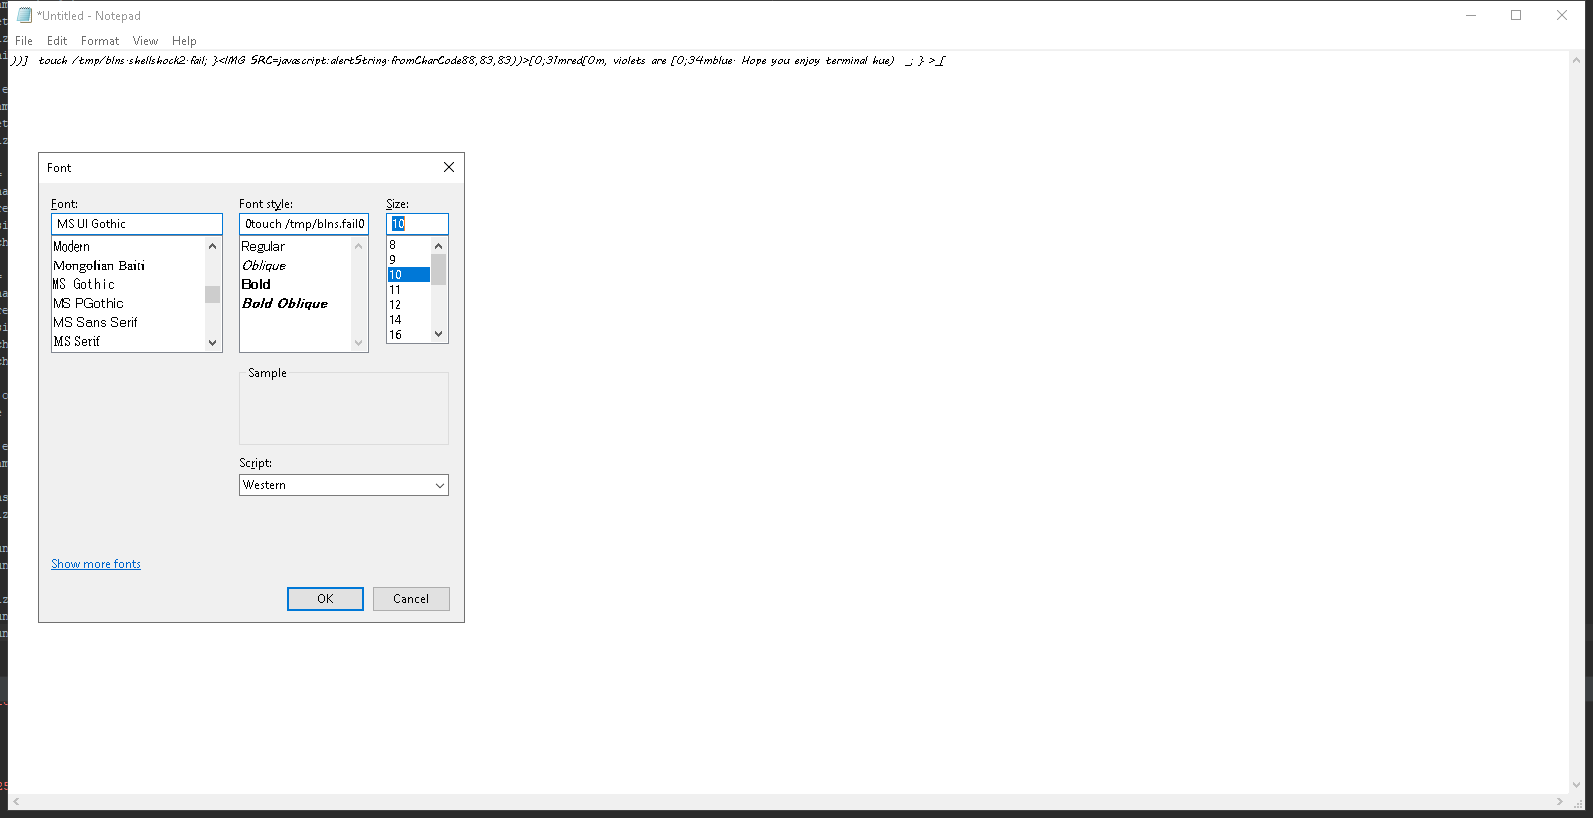 *Untitled - Notepad
File Edit Format View Help
))] touch /tmp/blns.shellshock2.fail; }<IMG SRC=javascript:alertString.fromCharCode88,83,83))>[0;31mred[0m, violets are [0;34mblue. Hope you enjoy terminal hue) _; } >_[
Font
Font: Font style: Size:
MS UI Gothic 0touch /tmp/blns.fail0 10
Modern Regular 8
Mongolian Baiti Oblique 9
MS Gothic Bold 10
MS PGothic Bold Oblique 11
MS Sans Serif 12
MS Serif 14
16
Sample
Script:
Western
Show more fonts
OK Cancel